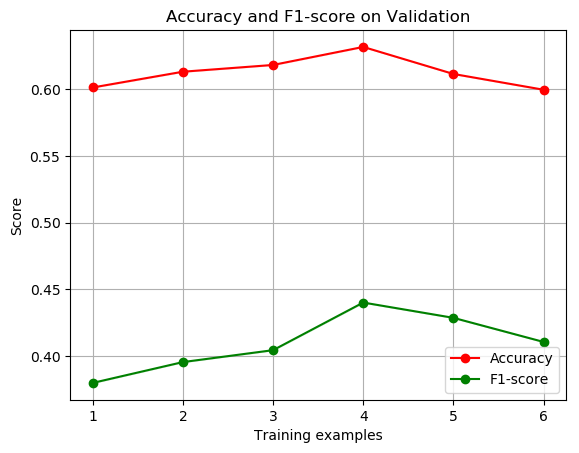 Accuracy and F1-score on Validation
Score
0.60
0.55
0.50
0.45
0.40
Accuracy
F1-score
1 2 3 4 5 6
Training examples